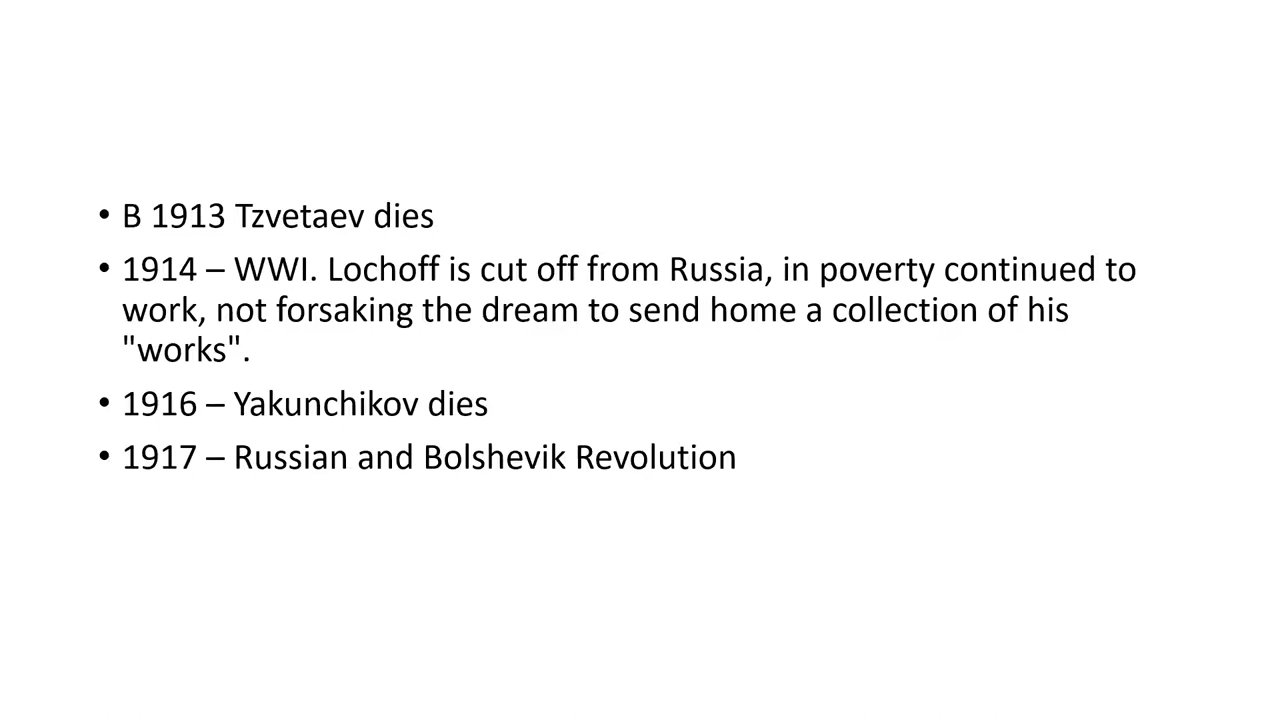 • В 1913 Tzvetaev dies
• 1914 – WWI. Lochoff is cut off from Russia, in poverty continued to
work, not forsaking the dream to send home a collection of his
"works".
• 1916 – Yakunchikov dies
• 1917 – Russian and Bolshevik Revolution